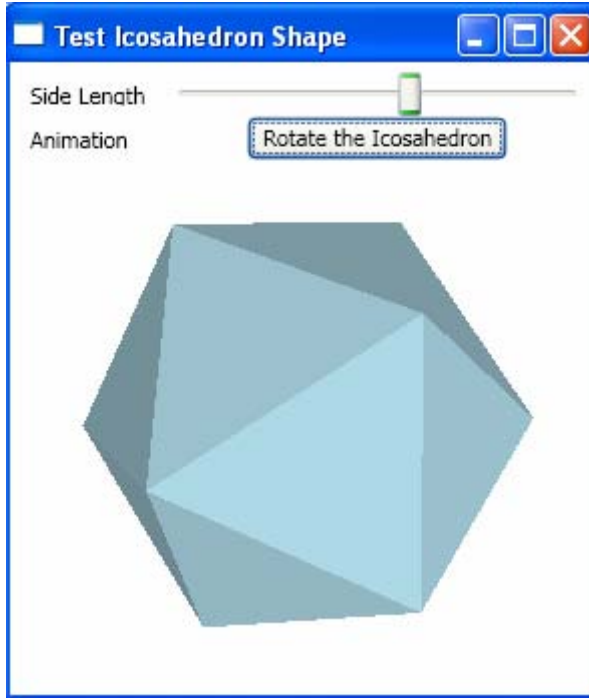 Test Icosahedron Shape
Side Length
Animation
Rotate the Icosahedron